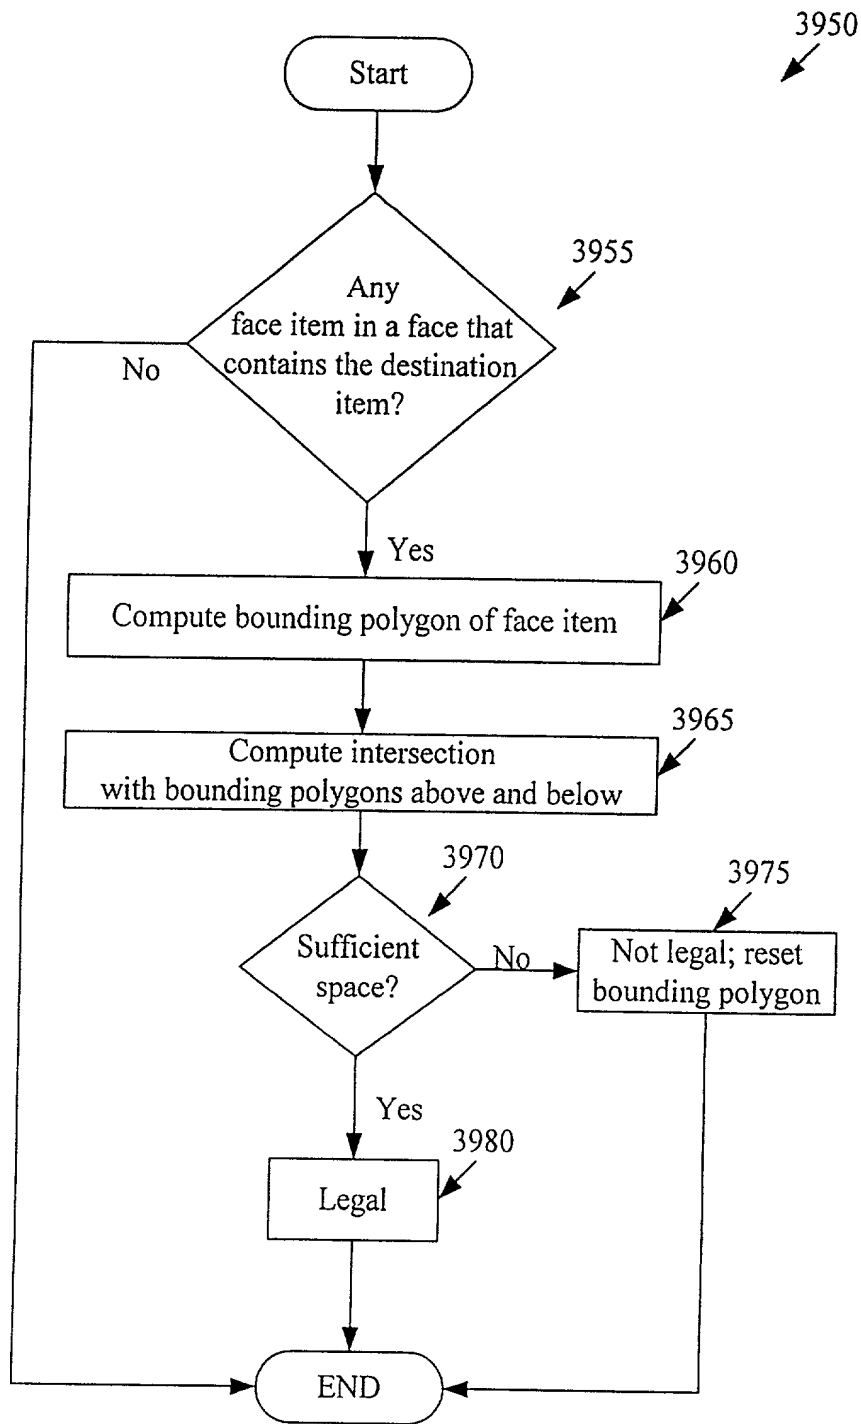 3950
Start
3955
Any
face item in a face that
contains the destination
item?
No
Yes
3960
Compute bounding polygon of face item
3965
Compute intersection
with bounding polygons above and below
3970
Sufficient
space?
No
3975
Not legal; reset
bounding polygon
Yes
3980
Legal
END